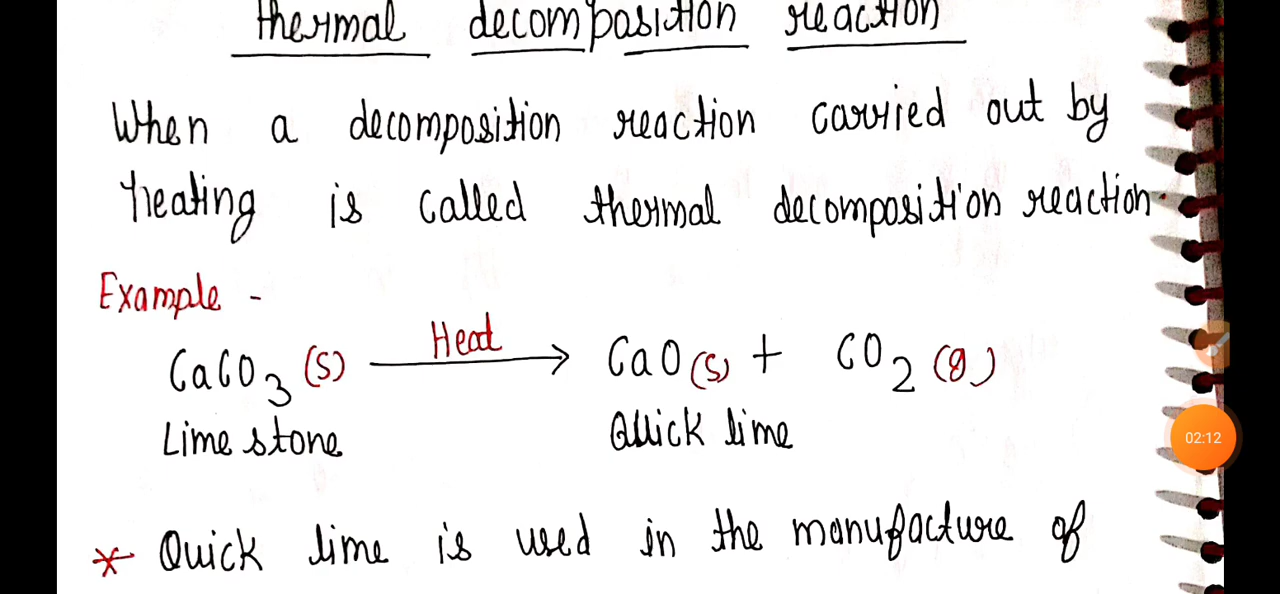 thermal decomposition reaction
When a decomposition reaction carried out by
heating is called thermal decomposition reaction.
Example -
Heat
CaCO3 (s) → CaO (s) + CO2 (g)
Lime stone Quick lime
02:12
* Quick lime is used in the manufacture of